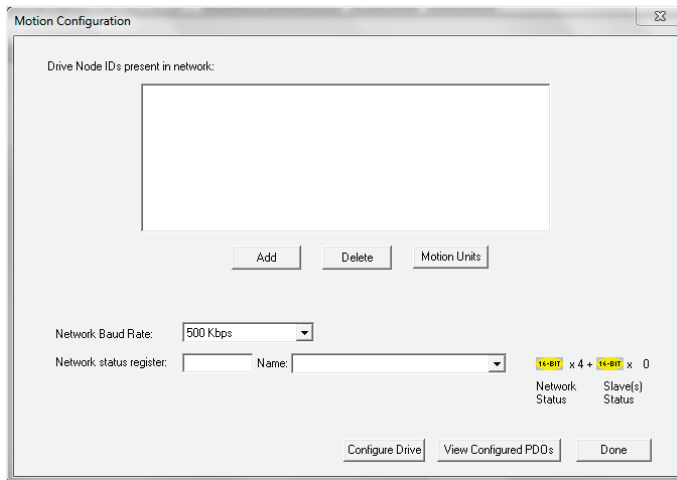 Motion Configuration
Drive Node IDs present in network:
Add Delete Motion Units
Network Baud Rate: 500 Kbps
Network status register: Name: 16-BIT x 4 + 16-BIT x 0
Network Status Slave(s) Status
Configure Drive View Configured PDOs Done